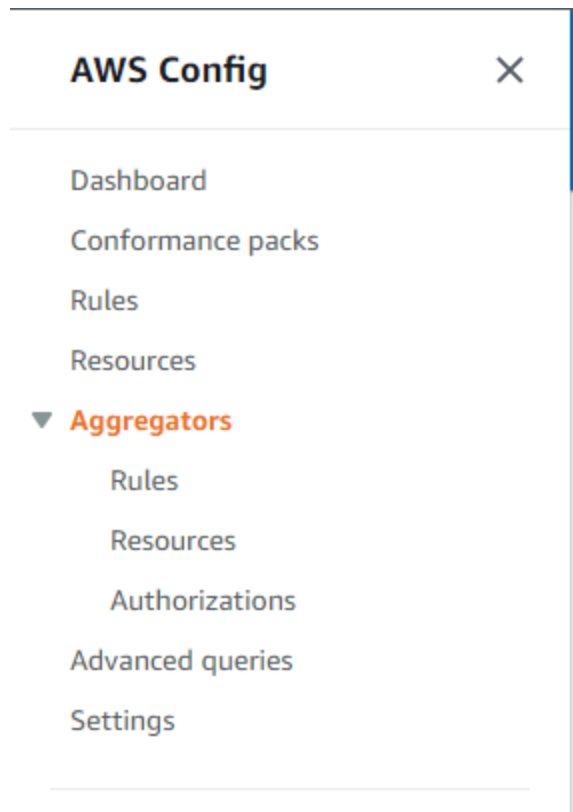 AWS Config
Dashboard
Conformance packs
Rules
Resources
Aggregators
Rules
Resources
Authorizations
Advanced queries
Settings